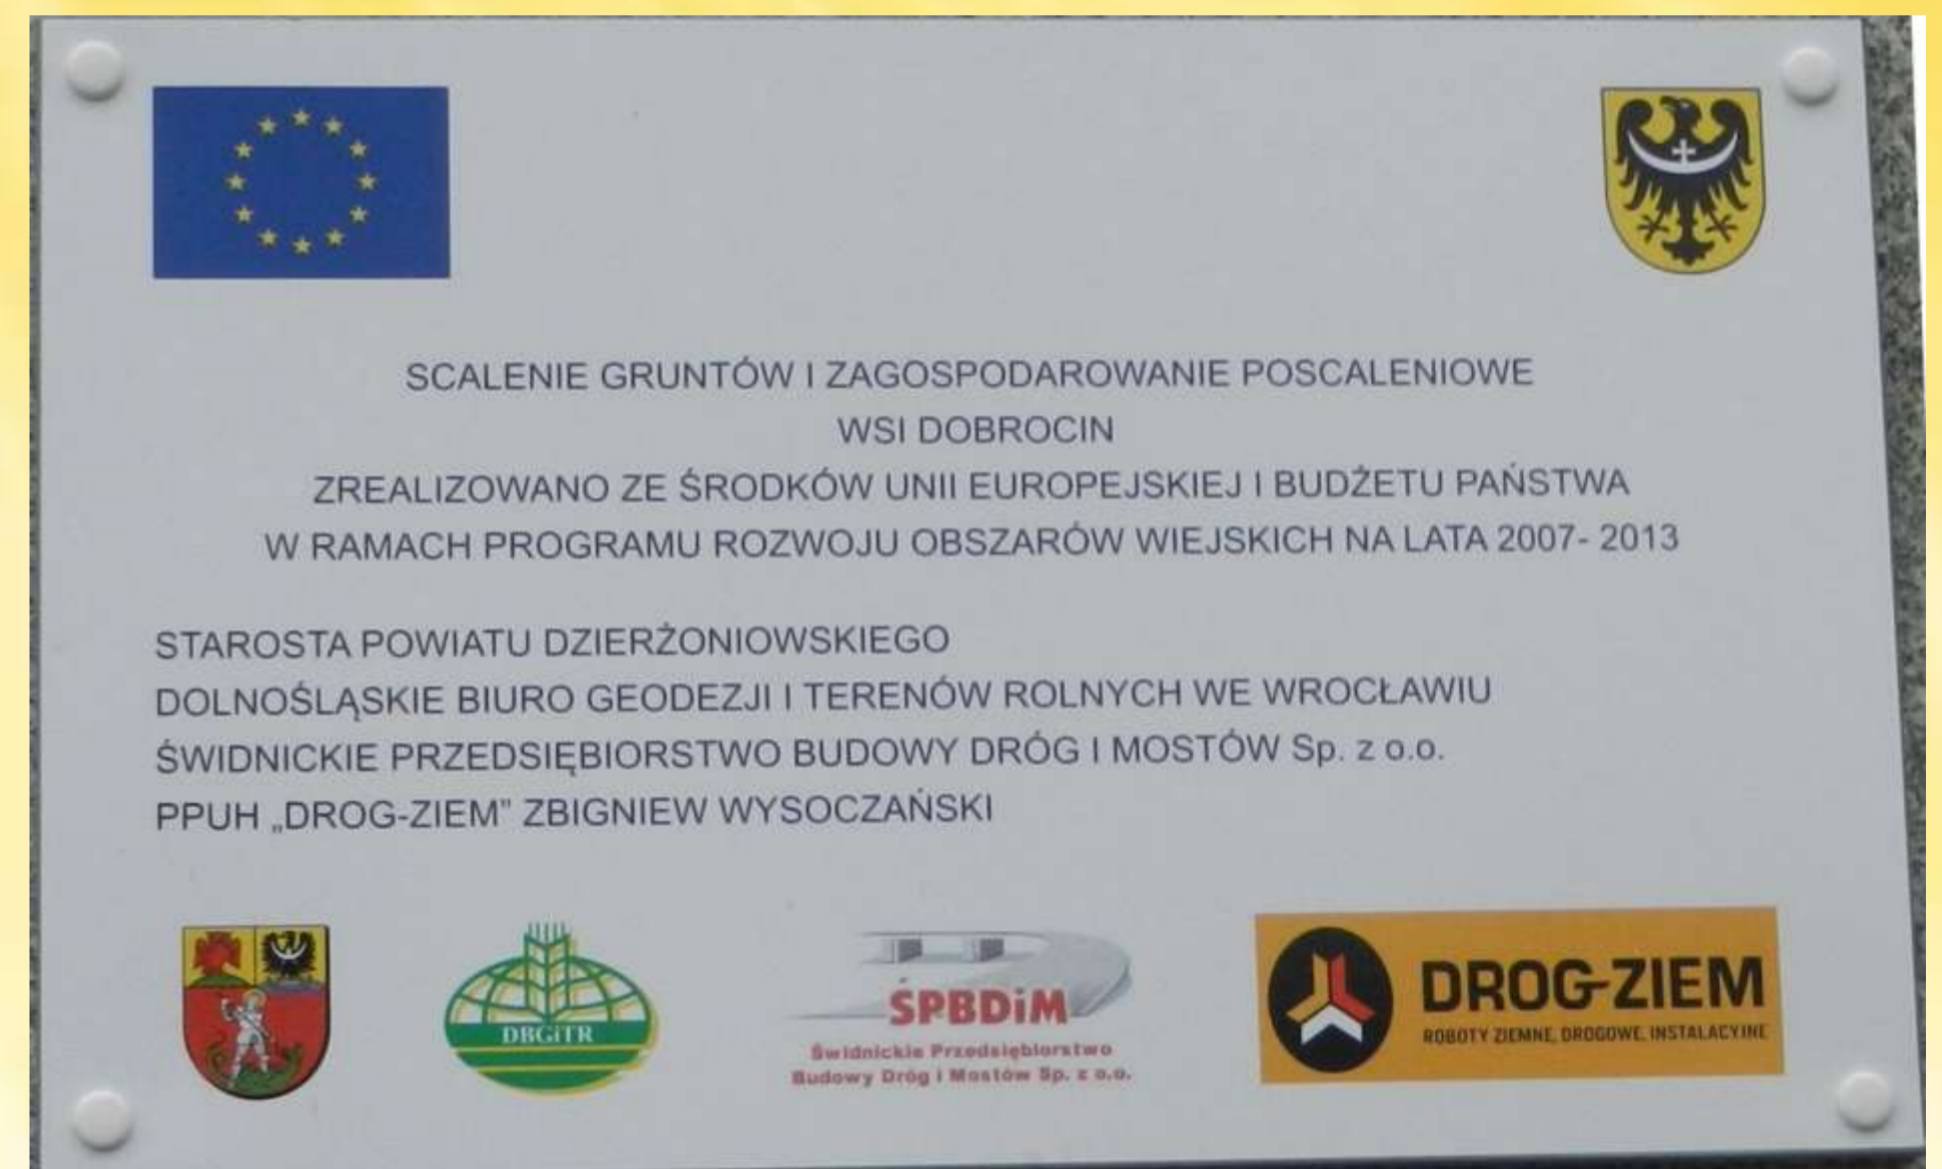 SCALENIE GRUNTÓW I ZAGOSPODAROWANIE POSCALENIOWE
WSI DOBROCIN
ZREALIZOWANO ZE ŚRODKÓW UNII EUROPEJSKIEJ I BUDŻETU PAŃSTWA
W RAMACH PROGRAMU ROZWOJU OBSZARÓW WIEJSKICH NA LATA 2007- 2013
STAROSTA POWIATU DZIERŻONIOWSKIEGO
DOLNOŚLĄSKIE BIURO GEODEZJI I TERENÓW ROLNYCH WE WROCŁAWIU
ŚWIDNICKIE PRZEDSIĘBIORSTWO BUDOWY DRÓG I MOSTÓW Sp. z o.o.
PPUH „DROG-ZIEM” ZBIGNIEW WYSOCZAŃSKI
DBGiTR
ŚPBDiM
Świdnickie Przedsiębiorstwo
Budowy Dróg i Mostów Sp. z o.o.
DROG-ZIEM
ROBOTY ZIEMNE, DROGOWE, INSTALACYJNE